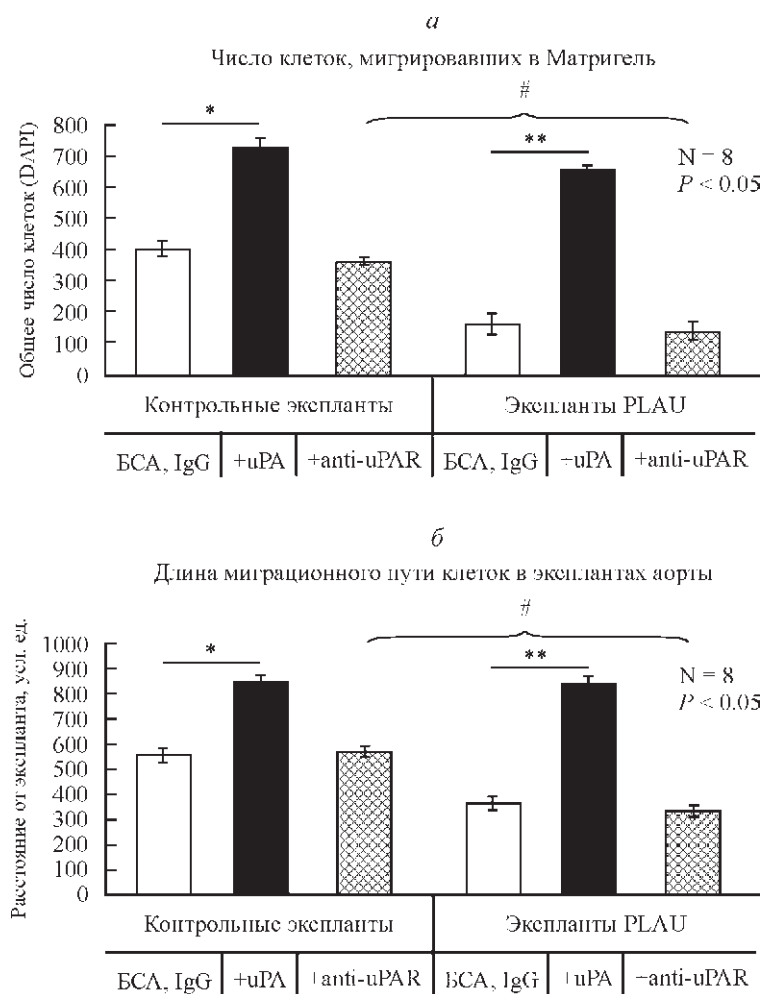 а
Число клеток, мигрировавших в Матригель
#
* **
N = 8
P < 0.05
Общее число клеток (DAPI)
800
700
600
500
400
300
200
100
0
Контрольные экспланты Экспланты PLAU
БСА, IgG +uPA +anti-uPAR БСА, IgG +uPA +anti-uPAR
б
Длина миграционного пути клеток в эксплантах аорты
#
* **
N = 8
P < 0.05
Расстояние от экспланта, усл. ед.
1000
900
800
700
600
500
400
300
200
100
0
Контрольные экспланты Экспланты PLAU
БСА, IgG +uPA +anti-uPAR БСА, IgG +uPA +anti-uPAR